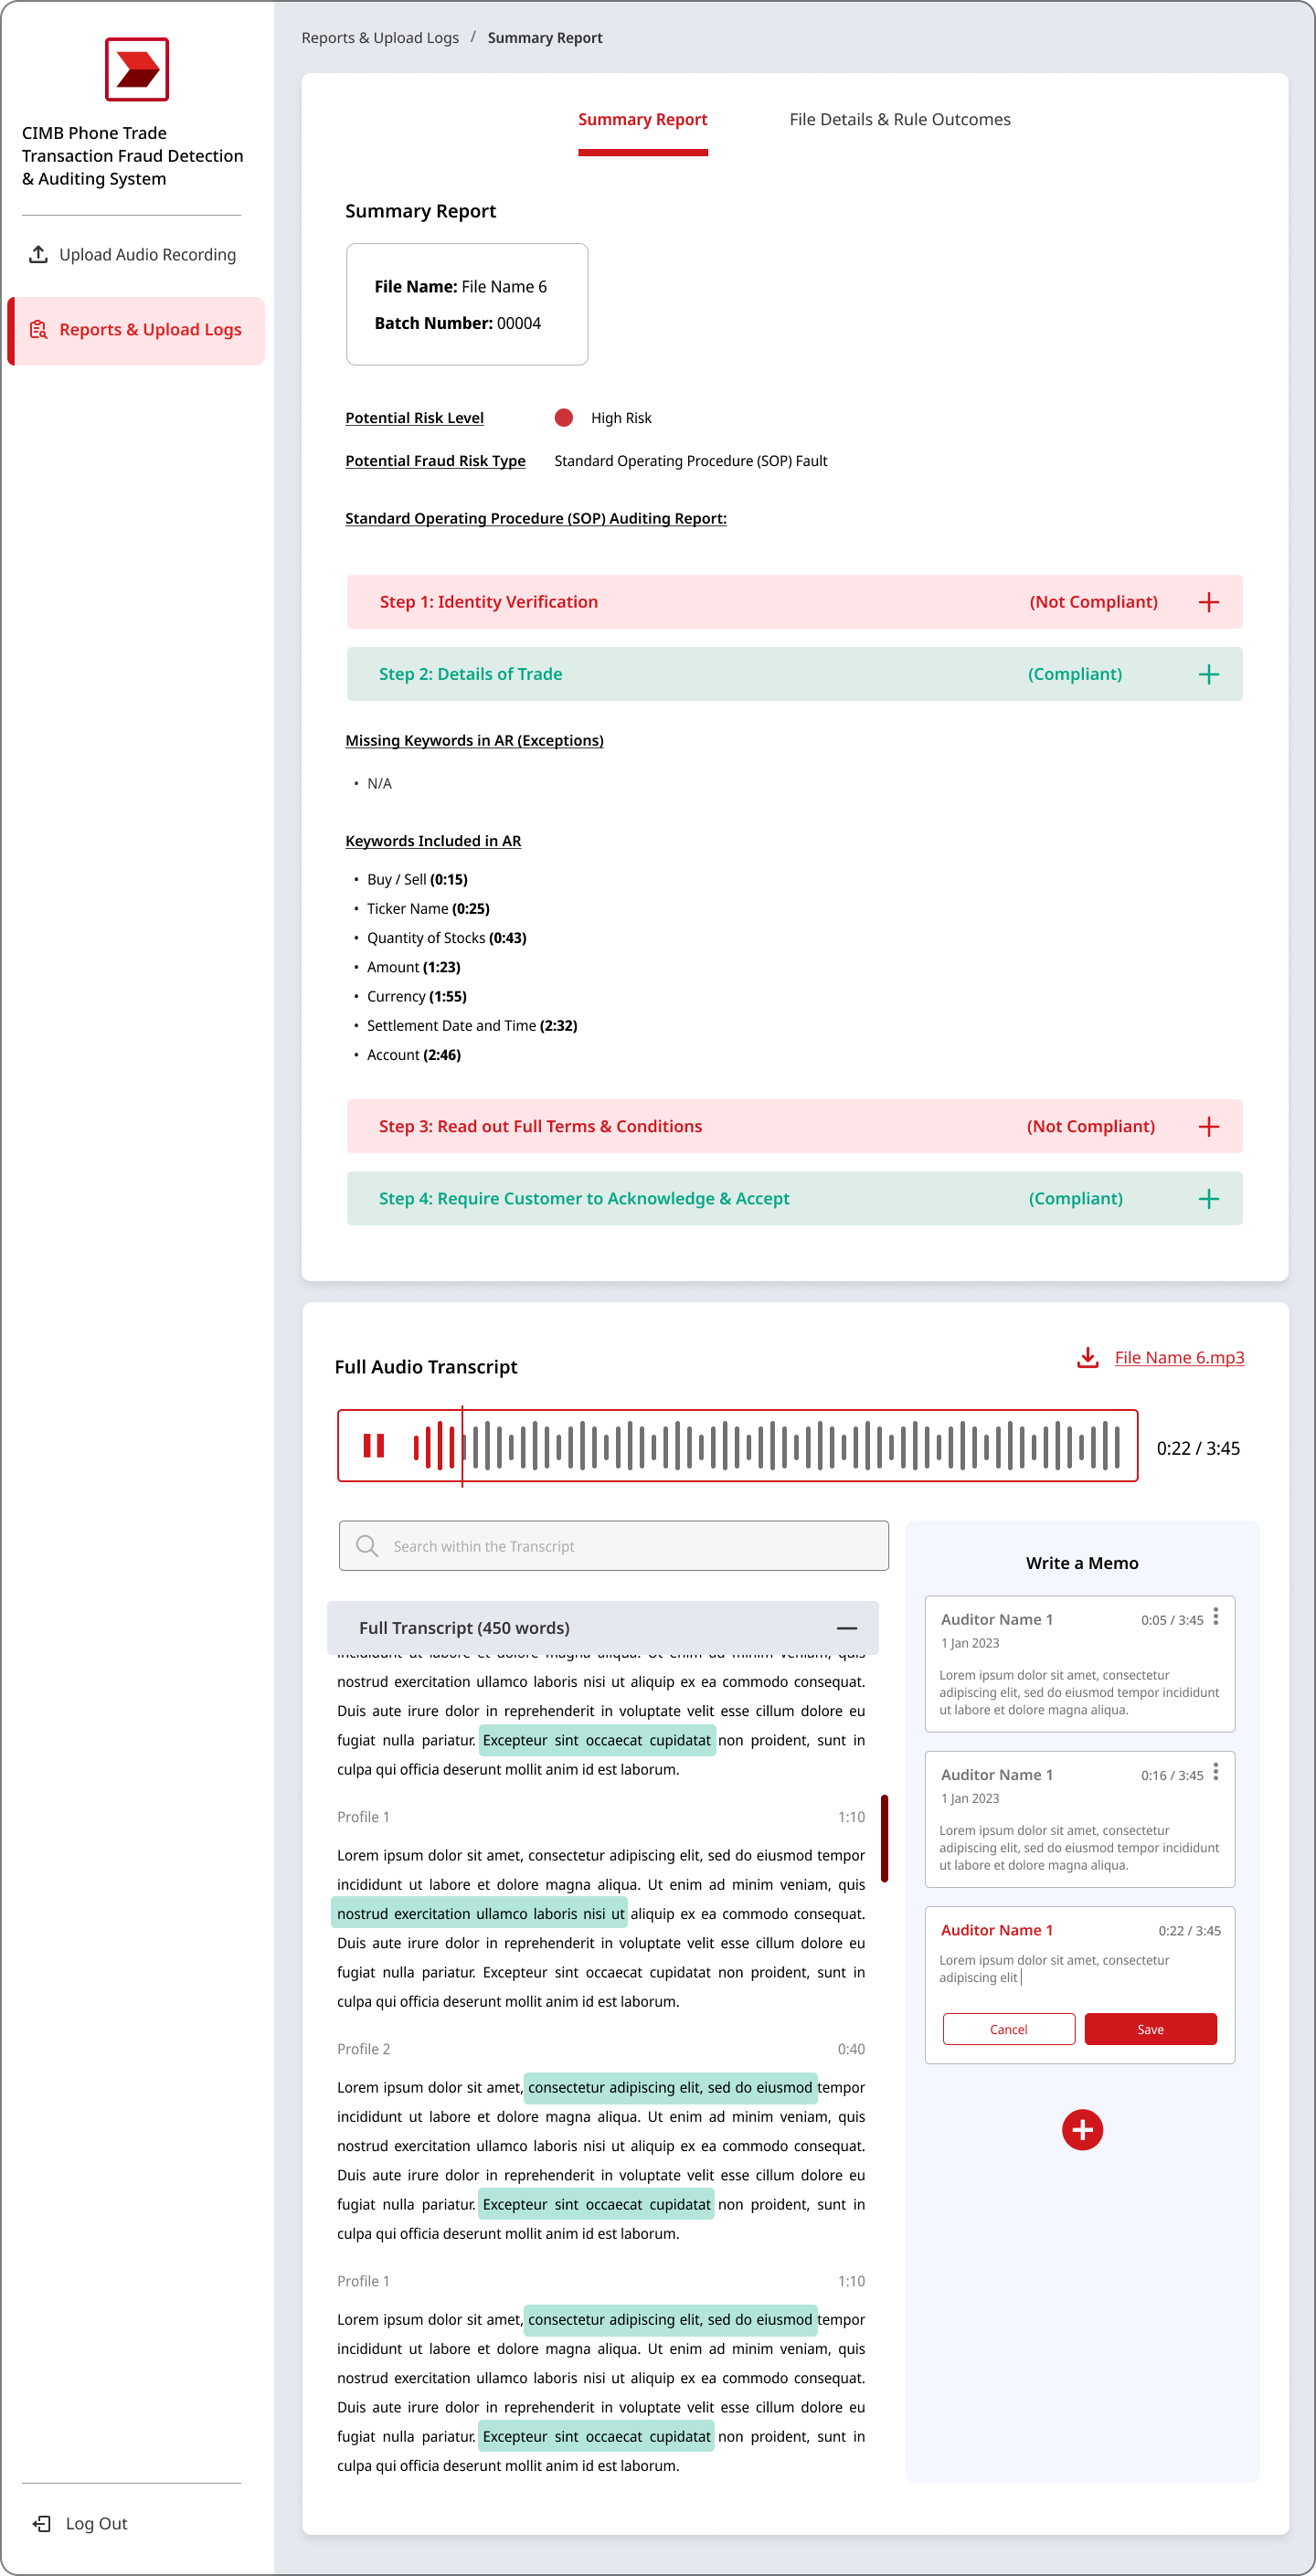 CIMB Phone Trade
Transaction Fraud Detection
& Auditing System
Upload Audio Recording
Reports & Upload Logs
Log Out
Reports & Upload Logs / Summary Report
Summary Report
File Details & Rule Outcomes
Summary Report
File Name: File Name 6
Batch Number: 00004
Potential Risk Level High Risk
Potential Fraud Risk Type Standard Operating Procedure (SOP) Fault
Standard Operating Procedure (SOP) Auditing Report:
Step 1: Identity Verification (Not Compliant)
Step 2: Details of Trade (Compliant)
Missing Keywords in AR (Exceptions)
• N/A
Keywords Included in AR
• Buy / Sell (0:15)
• Ticker Name (0:25)
• Quantity of Stocks (0:43)
• Amount (1:23)
• Currency (1:55)
• Settlement Date and Time (2:32)
• Account (2:46)
Step 3: Read out Full Terms & Conditions (Not Compliant)
Step 4: Require Customer to Acknowledge & Accept (Compliant)
Full Audio Transcript
File Name 6.mp3
0:22 / 3:45
Search within the Transcript
Full Transcript (450 words)
incididunt ut labore et dolore magna aliqua. Ut enim ad minim veniam, quis
nostrud exercitation ullamco laboris nisi ut aliquip ex ea commodo consequat.
Duis aute irure dolor in reprehenderit in voluptate velit esse cillum dolore eu
fugiat nulla pariatur. Excepteur sint occaecat cupidatat non proident, sunt in
culpa qui officia deserunt mollit anim id est laborum.
Profile 1 1:10
Lorem ipsum dolor sit amet, consectetur adipiscing elit, sed do eiusmod tempor
incididunt ut labore et dolore magna aliqua. Ut enim ad minim veniam, quis
nostrud exercitation ullamco laboris nisi ut aliquip ex ea commodo consequat.
Duis aute irure dolor in reprehenderit in voluptate velit esse cillum dolore eu
fugiat nulla pariatur. Excepteur sint occaecat cupidatat non proident, sunt in
culpa qui officia deserunt mollit anim id est laborum.
Profile 2 0:40
Lorem ipsum dolor sit amet, consectetur adipiscing elit, sed do eiusmod tempor
incididunt ut labore et dolore magna aliqua. Ut enim ad minim veniam, quis
nostrud exercitation ullamco laboris nisi ut aliquip ex ea commodo consequat.
Duis aute irure dolor in reprehenderit in voluptate velit esse cillum dolore eu
fugiat nulla pariatur. Excepteur sint occaecat cupidatat non proident, sunt in
culpa qui officia deserunt mollit anim id est laborum.
Profile 1 1:10
Lorem ipsum dolor sit amet, consectetur adipiscing elit, sed do eiusmod tempor
incididunt ut labore et dolore magna aliqua. Ut enim ad minim veniam, quis
nostrud exercitation ullamco laboris nisi ut aliquip ex ea commodo consequat.
Duis aute irure dolor in reprehenderit in voluptate velit esse cillum dolore eu
fugiat nulla pariatur. Excepteur sint occaecat cupidatat non proident, sunt in
culpa qui officia deserunt mollit anim id est laborum.
Write a Memo
Auditor Name 1 0:05 / 3:45
1 Jan 2023
Lorem ipsum dolor sit amet, consectetur
adipiscing elit, sed do eiusmod tempor incididunt
ut labore et dolore magna aliqua.
Auditor Name 1 0:16 / 3:45
1 Jan 2023
Lorem ipsum dolor sit amet, consectetur
adipiscing elit, sed do eiusmod tempor incididunt
ut labore et dolore magna aliqua.
Auditor Name 1 0:22 / 3:45
Lorem ipsum dolor sit amet, consectetur
adipiscing elit
Cancel Save